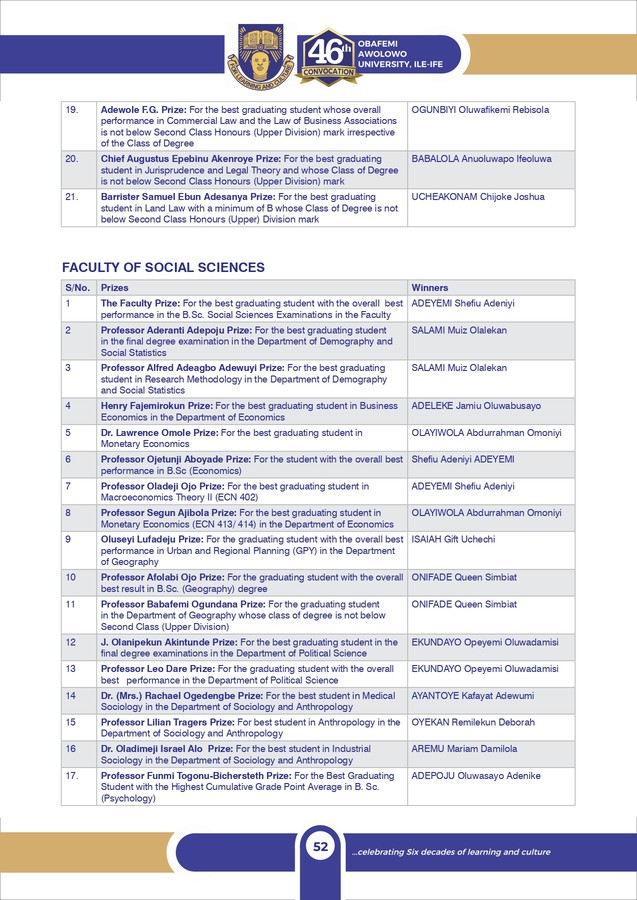 FOR LEARNING AND CULTURE
46th
CONVOCATION
OBAFEMI
AWOLOWO
UNIVERSITY, ILE-IFE
19. Adewole F.G. Prize: For the best graduating student whose overall OGUNBIYI Oluwafikemi Rebisola
performance in Commercial Law and the Law of Business Associations
is not below Second Class Honours (Upper Division) mark irrespective
of the Class of Degree
20. Chief Augustus Epebinu Akenroye Prize: For the best graduating BABALOLA Anuoluwapo Ifeoluwa
student in Jurisprudence and Legal Theory and whose Class of Degree
is not below Second Class Honours (Upper Division) mark
21. Barrister Samuel Ebun Adesanya Prize: For the best graduating UCHEAKONAM Chijoke Joshua
student in Land Law with a minimum of B whose Class of Degree is not
below Second Class Honours (Upper) Division mark
FACULTY OF SOCIAL SCIENCES
S/No. Prizes Winners
1 The Faculty Prize: For the best graduating student with the overall best ADEYEMI Shefiu Adeniyi
performance in the B.Sc. Social Sciences Examinations in the Faculty
2 Professor Aderanti Adepoju Prize: For the best graduating student SALAMI Muiz Olalekan
in the final degree examination in the Department of Demography and
Social Statistics
3 Professor Alfred Adeagbo Adewuyi Prize: For the best graduating SALAMI Muiz Olalekan
student in Research Methodology in the Department of Demography
and Social Statistics
4 Henry Fajemirokun Prize: For the best graduating student in Business ADELEKE Jamiu Oluwabusayo
Economics in the Department of Economics
5 Dr. Lawrence Omole Prize: For the best graduating student in OLAYIWOLA Abdurrahman Omoniyi
Monetary Economics
6 Professor Ojetunji Aboyade Prize: For the student with the overall best Shefiu Adeniyi ADEYEMI
performance in B.Sc (Economics)
7 Professor Oladeji Ojo Prize: For the best graduating student in ADEYEMI Shefiu Adeniyi
Macroeconomics Theory II (ECN 402)
8 Professor Segun Ajibola Prize: For the best graduating student in OLAYIWOLA Abdurrahman Omoniyi
Monetary Economics (ECN 413/ 414) in the Department of Economics
9 Oluseyi Lufadeju Prize: For the graduating student with the overall best ISAIAH Gift Uchechi
performance in Urban and Regional Planning (GPY) in the Department
of Geography
10 Professor Afolabi Ojo Prize: For the graduating student with the overall ONIFADE Queen Simbiat
best result in B.Sc. (Geography) degree
11 Professor Babafemi Ogundana Prize: For the graduating student ONIFADE Queen Simbiat
in the Department of Geography whose class of degree is not below
Second Class (Upper Division)
12 J. Olanipekun Akintunde Prize: For the best graduating student in the EKUNDAYO Opeyemi Oluwadamisi
final degree examinations in the Department of Political Science
13 Professor Leo Dare Prize: For the graduating student with the overall EKUNDAYO Opeyemi Oluwadamisi
best performance in the Department of Political Science
14 Dr. (Mrs.) Rachael Ogedengbe Prize: For the best student in Medical AYANTOYE Kafayat Adewumi
Sociology in the Department of Sociology and Anthropology
15 Professor Lilian Tragers Prize: For best student in Anthropology in the OYEKAN Remilekun Deborah
Department of Sociology and Anthropology
16 Dr. Oladimeji Israel Alo Prize: For the best student in Industrial AREMU Mariam Damilola
Sociology in the Department of Sociology and Anthropology
17. Professor Funmi Togonu-Bichersteth Prize: For the Best Graduating ADEPOJU Oluwasayo Adenike
Student with the Highest Cumulative Grade Point Average in B. Sc.
(Psychology)
52
...celebrating Six decades of learning and culture